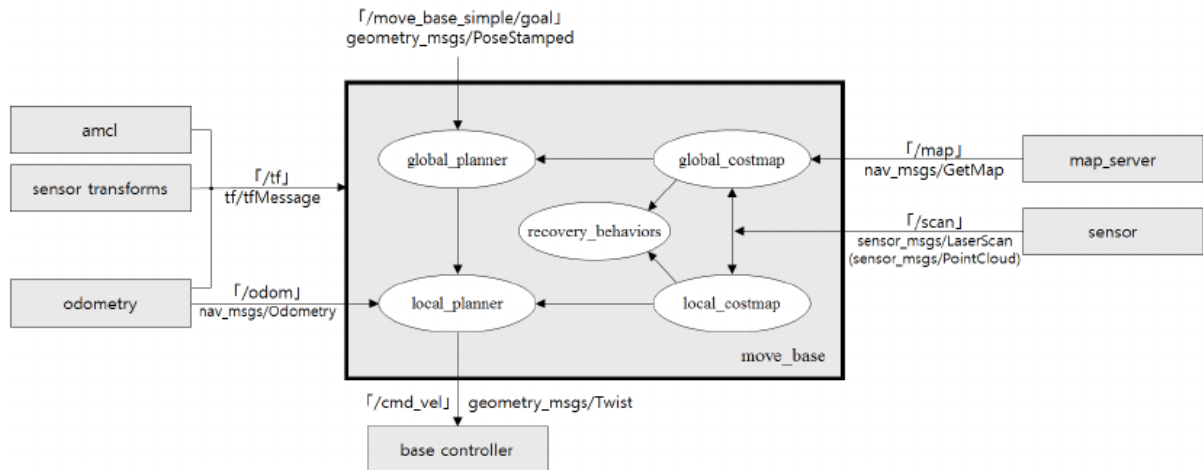 「/move_base_simple/goal」
geometry_msgs/PoseStamped
amcl
sensor transforms
odometry
「/tf」
tf/tfMessage
「/odom」
nav_msgs/Odometry
global_planner
global_costmap
recovery_behaviors
local_planner
local_costmap
move_base
「/map」
nav_msgs/GetMap
「/scan」
sensor_msgs/LaserScan
(sensor_msgs/PointCloud)
map_server
sensor
「/cmd_vel」 geometry_msgs/Twist
base controller